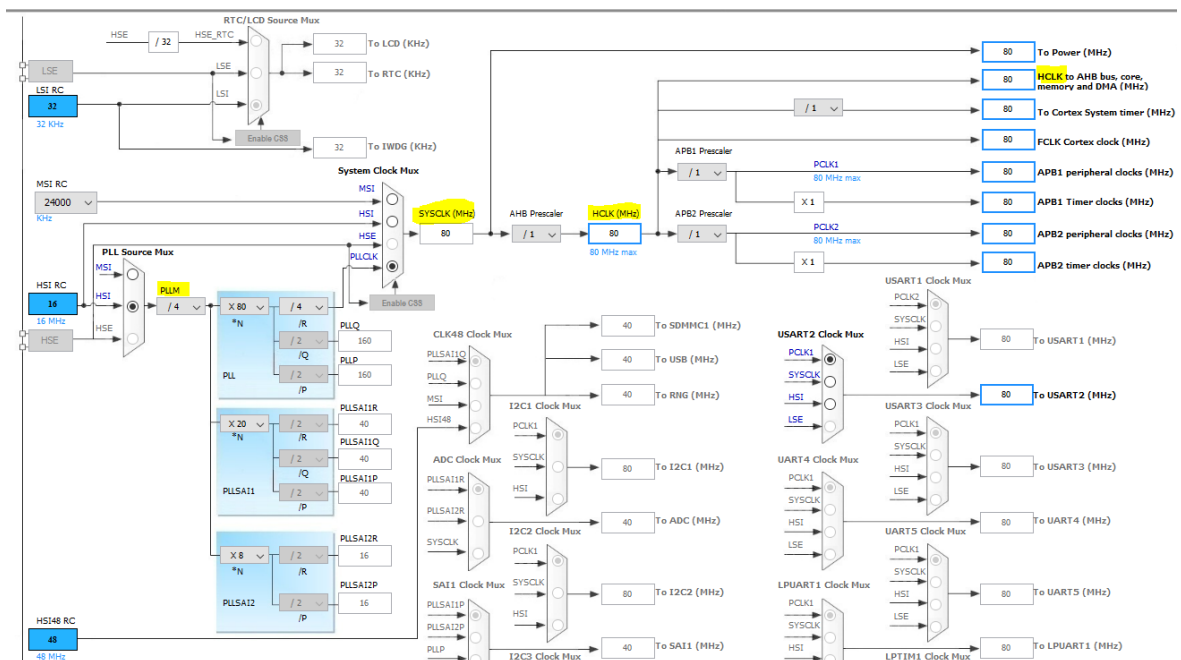 RTC/LCD Source Mux
HSE
/ 32
HSE_RTC
32
To LCD (KHz)
LSE
LSE
32
To RTC (KHz)
LSI RC
32
32 KHz
LSI
Enable CSS
32
To IWDG (KHz)
System Clock Mux
MSI RC
24000
KHz
MSI
HSI
HSE
PLLCLK
Enable CSS
SYSCLK (MHz)
80
AHB Prescaler
/ 1
HCLK (MHz)
80
80 MHz max
80
To Power (MHz)
80
HCLK to AHB bus, core,
memory and DMA (MHz)
/ 1
80
To Cortex System timer (MHz)
80
FCLK Cortex clock (MHz)
APB1 Prescaler
/ 1
PCLK1
80 MHz max
80
APB1 peripheral clocks (MHz)
X 1
80
APB1 Timer clocks (MHz)
APB2 Prescaler
/ 1
PCLK2
80 MHz max
80
APB2 peripheral clocks (MHz)
X 1
80
APB2 timer clocks (MHz)
PLL Source Mux
MSI
HSI
HSE
HSI RC
16
16 MHz
HSE
PLLM
/ 4
X 80
*N
/ 4
/R
/ 2
/Q
/ 2
/P
PLL
PLLQ
160
PLLP
160
X 20
*N
/ 2
/R
/ 2
/Q
/ 2
/P
PLLSAI1
PLLSAI1R
40
PLLSAI1Q
40
PLLSAI1P
40
X 8
*N
/ 2
/R
/ 2
/P
PLLSAI2
PLLSAI2R
16
PLLSAI2P
16
HSI48 RC
48
48 MHz
CLK48 Clock Mux
PLLSAI1Q
PLLQ
MSI
HSI48
40
To SDMMC1 (MHz)
40
To USB (MHz)
40
To RNG (MHz)
I2C1 Clock Mux
PCLK1
SYSCLK
HSI
80
To I2C1 (MHz)
ADC Clock Mux
PLLSAI1R
PLLSAI2R
SYSCLK
40
To ADC (MHz)
I2C2 Clock Mux
PCLK1
SYSCLK
HSI
80
To I2C2 (MHz)
SAI1 Clock Mux
PLLSAI1P
PLLSAI2P
PLLP
40
To SAI1 (MHz)
I2C3 Clock Mux
USART1 Clock Mux
PCLK2
SYSCLK
HSI
LSE
80
To USART1 (MHz)
USART2 Clock Mux
PCLK1
SYSCLK
HSI
LSE
80
To USART2 (MHz)
USART3 Clock Mux
PCLK1
SYSCLK
HSI
LSE
80
To USART3 (MHz)
UART4 Clock Mux
PCLK1
SYSCLK
HSI
LSE
80
To UART4 (MHz)
UART5 Clock Mux
PCLK1
SYSCLK
HSI
LSE
80
To UART5 (MHz)
LPUART1 Clock Mux
PCLK1
SYSCLK
HSI
80
To LPUART1 (MHz)
LPTIM1 Clock Mux